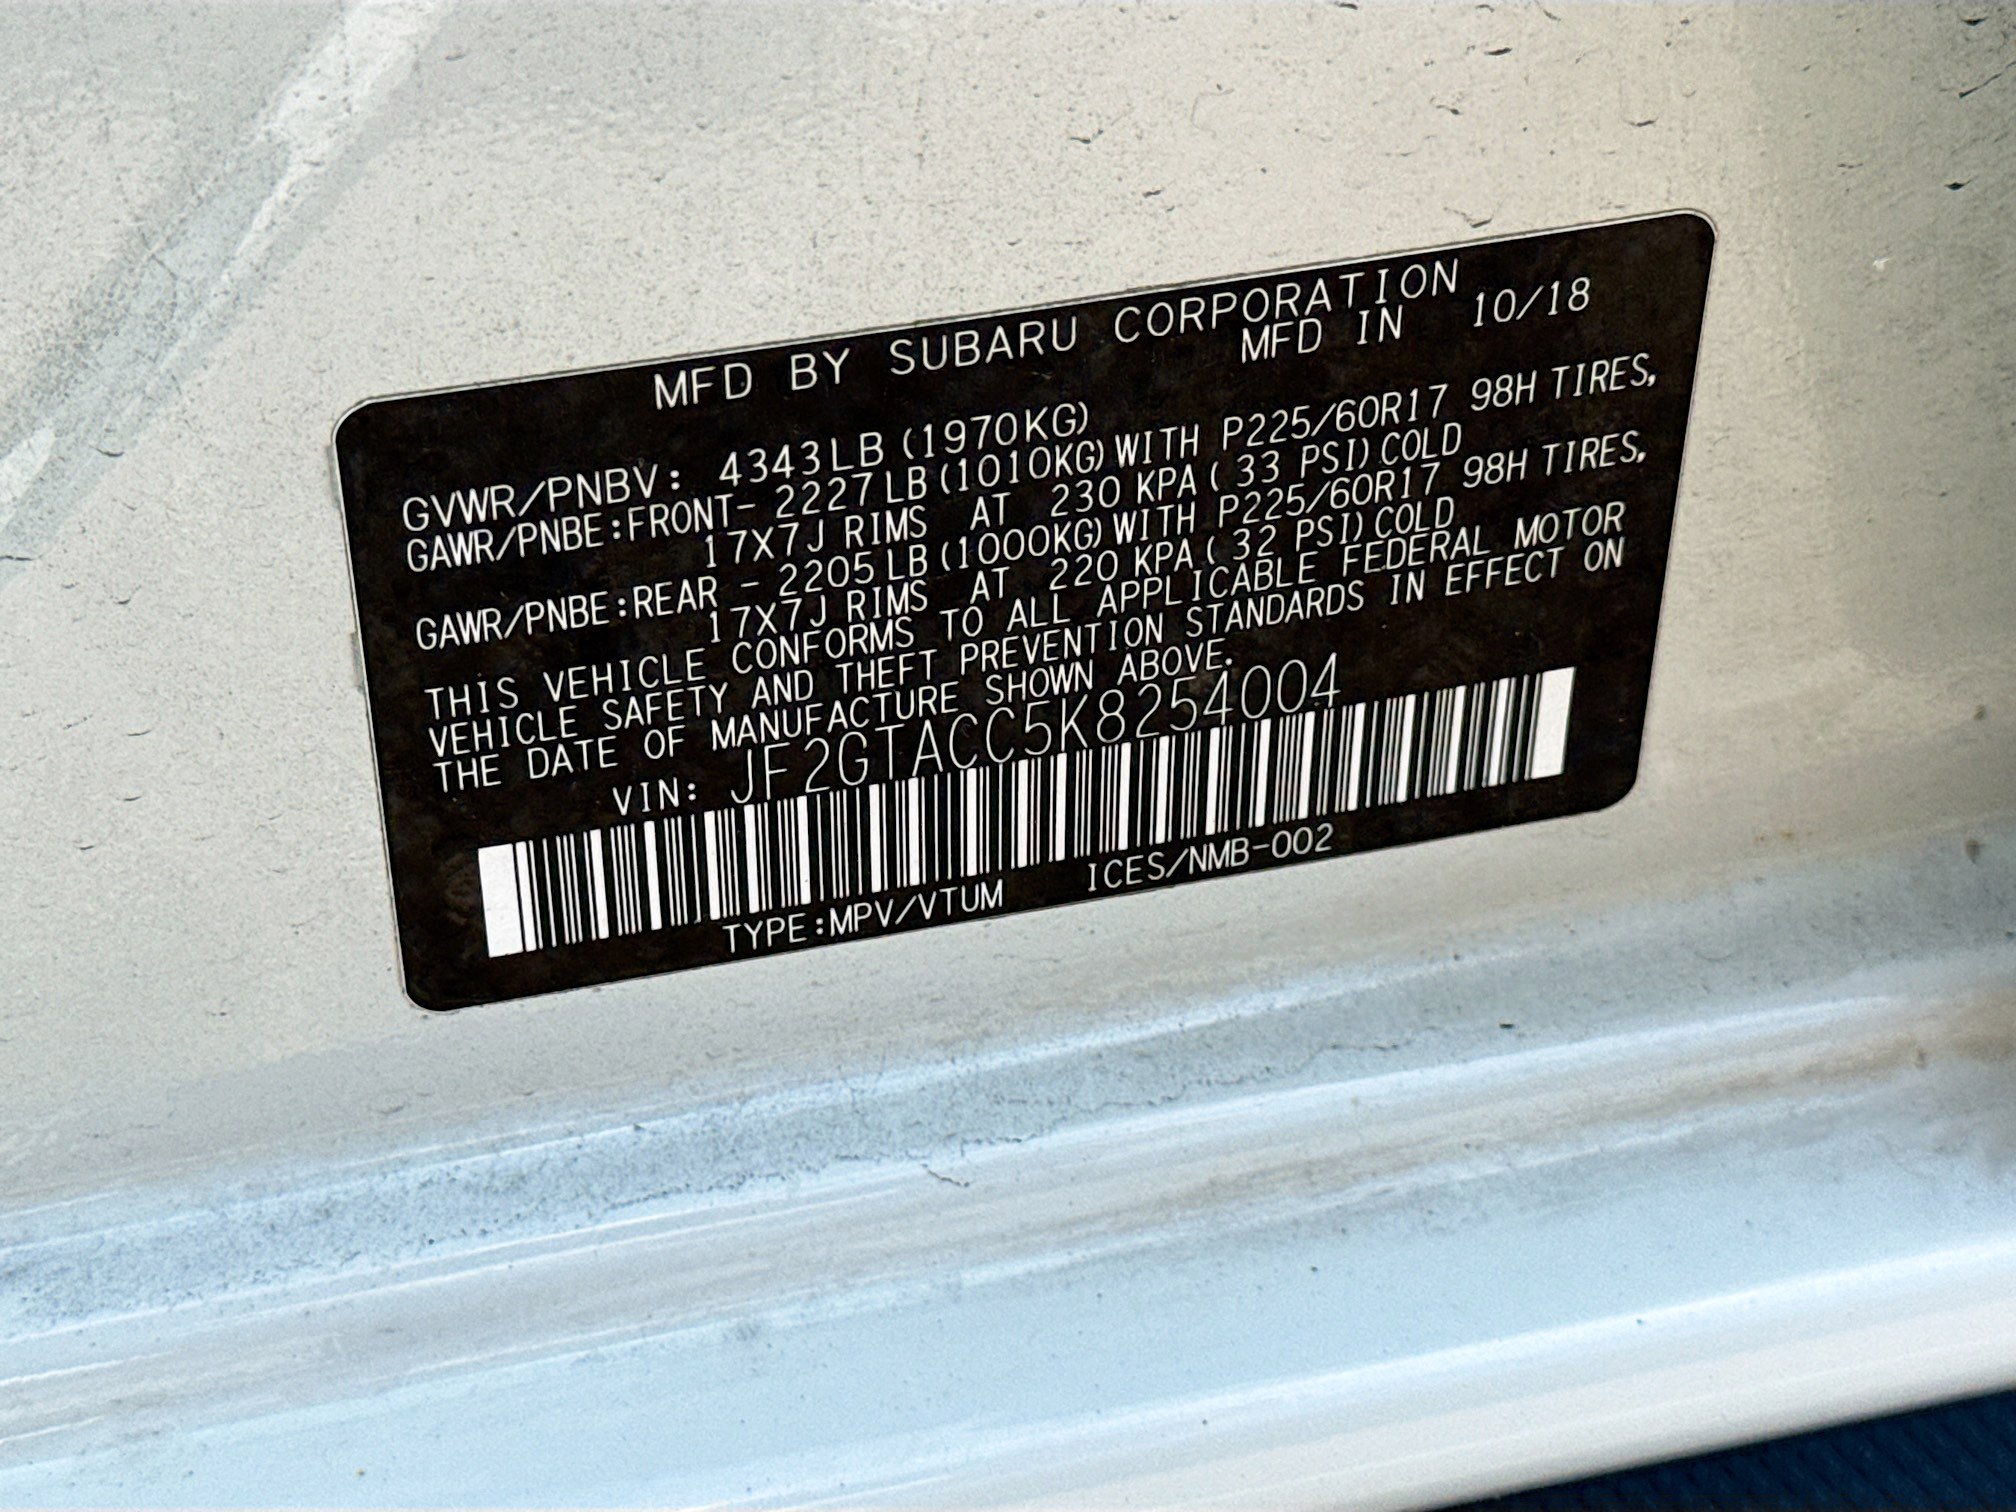 MFD BY SUBARU CORPORATION
MFD IN 10/18
GVWR/PNBV: 4343LB (1970KG)
GAWR/PNBE:FRONT- 2227LB (1010KG) WITH P225/60R17 98H TIRES,
17X7J RIMS AT 230 KPA ( 33 PSI) COLD
GAWR/PNBE:REAR - 2205LB (1000KG) WITH P225/60R17 98H TIRES,
17X7J RIMS AT 220 KPA ( 32 PSI) COLD
THIS VEHICLE CONFORMS TO ALL APPLICABLE FEDERAL MOTOR
VEHICLE SAFETY AND THEFT PREVENTION STANDARDS IN EFFECT ON
THE DATE OF MANUFACTURE SHOWN ABOVE.
VIN: JF2GTACC5K8254004
TYPE:MPV/VTUM ICES/NMB-002